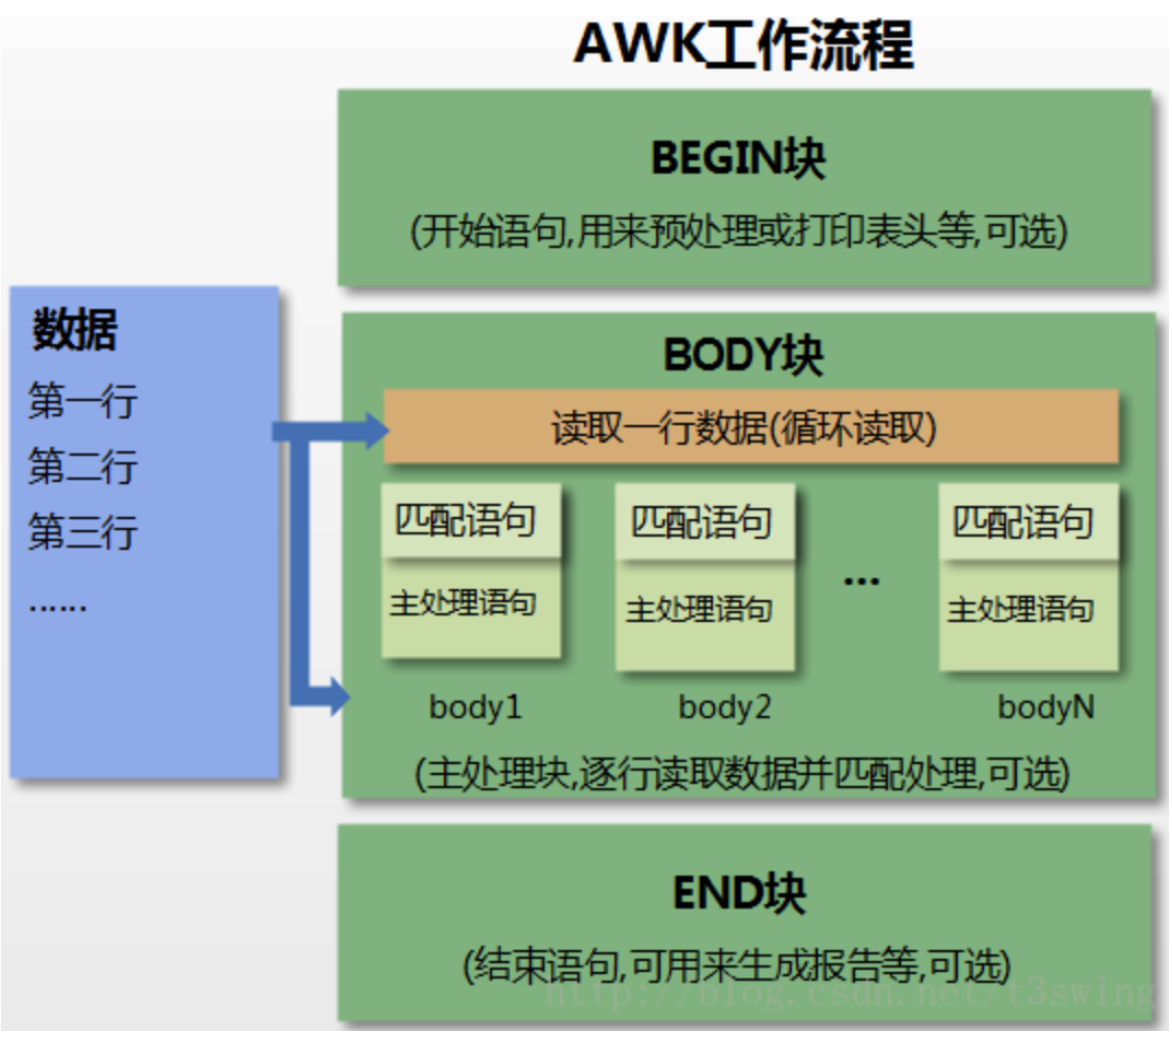 AWK工作流程
BEGIN块
(开始语句,用来预处理或打印表头等,可选)
数据
第一行
第二行
第三行
......
BODY块
读取一行数据(循环读取)
匹配语句
主处理语句
body1
匹配语句
主处理语句
body2
...
匹配语句
主处理语句
bodyN
(主处理块,逐行读取数据并匹配处理,可选)
END块
(结束语句,可用来生成报告等,可选)
http://blog.csdn.net/t3swing